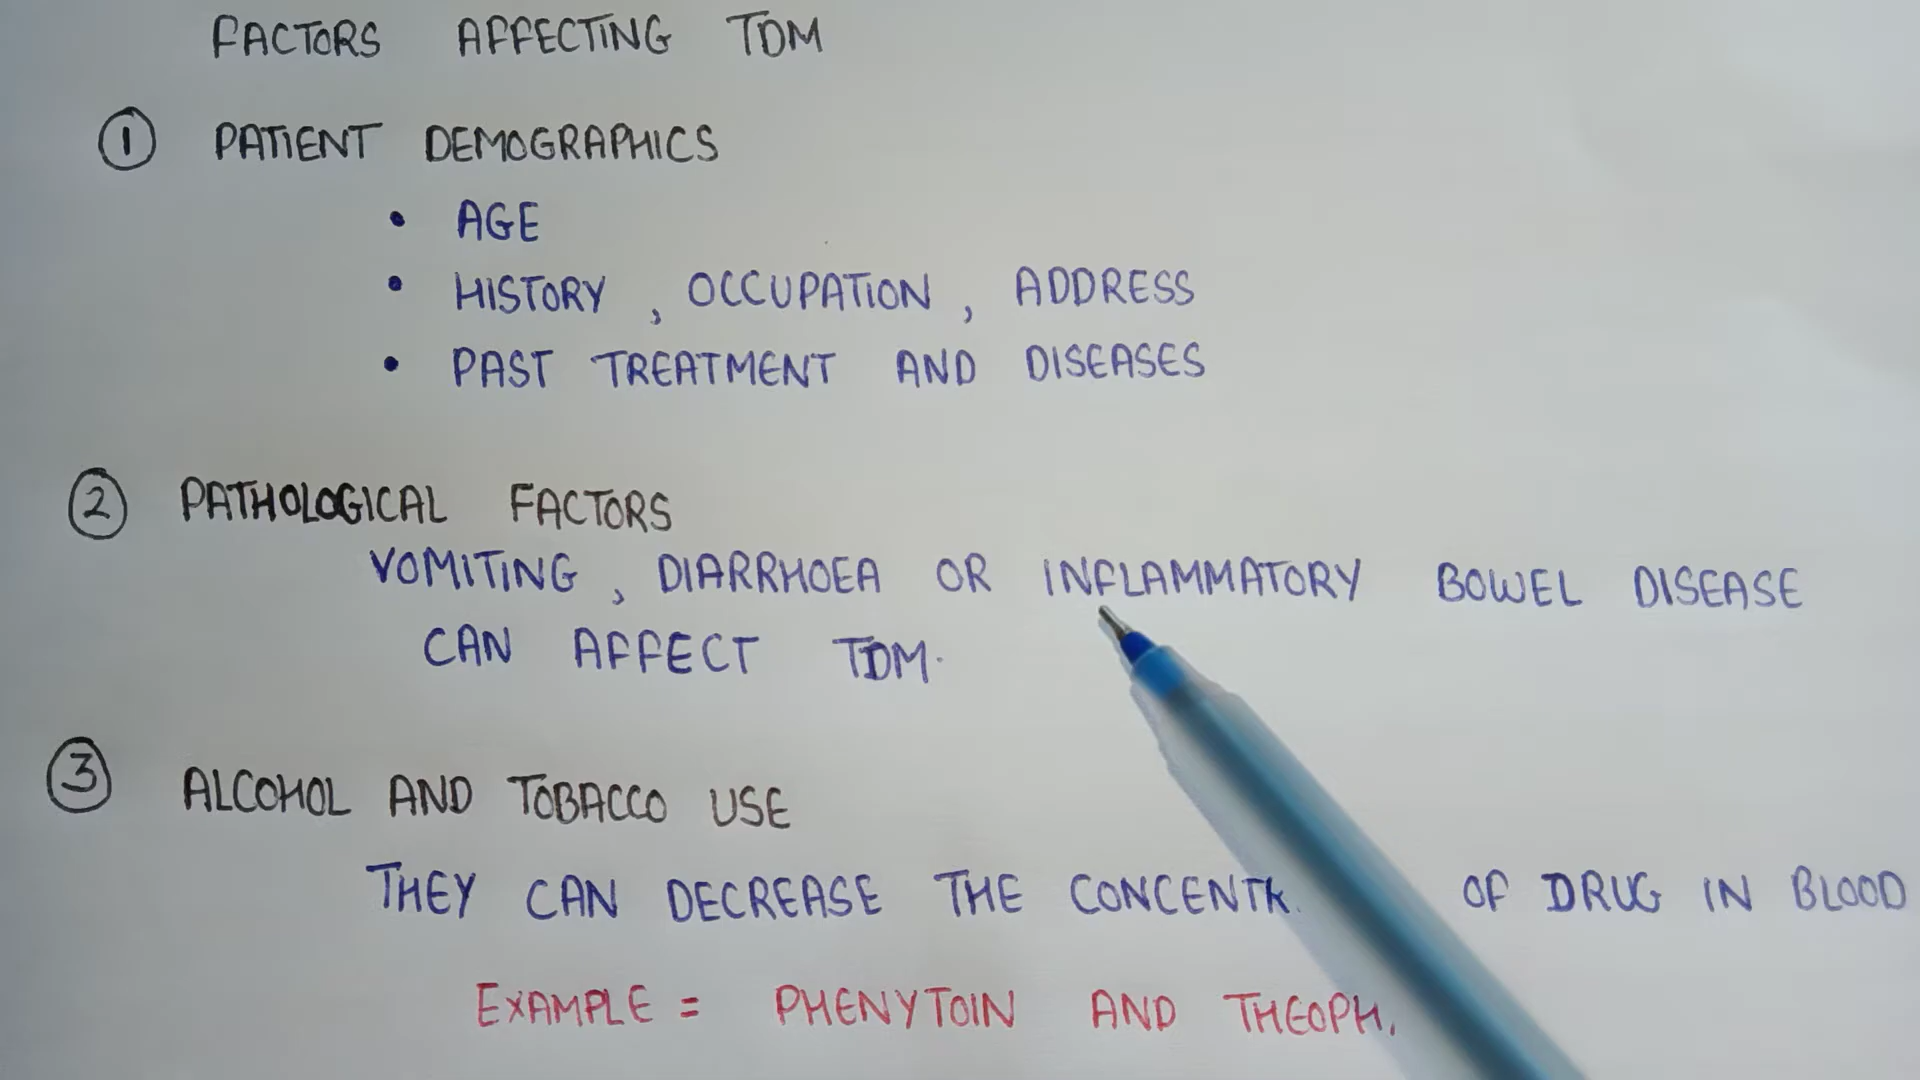 FACTORS AFFECTING TDM
1 PATIENT DEMOGRAPHICS
• AGE
• HISTORY, OCCUPATION, ADDRESS
• PAST TREATMENT AND DISEASES
2 PATHOLOGICAL FACTORS
VOMITING, DIARRHOEA OR INFLAMMATORY BOWEL DISEASE
CAN AFFECT TDM.
3 ALCOHOL AND TOBACCO USE
THEY CAN DECREASE THE OF DRUG IN BLOOD
EXAMPLE = PHENYTOIN AND